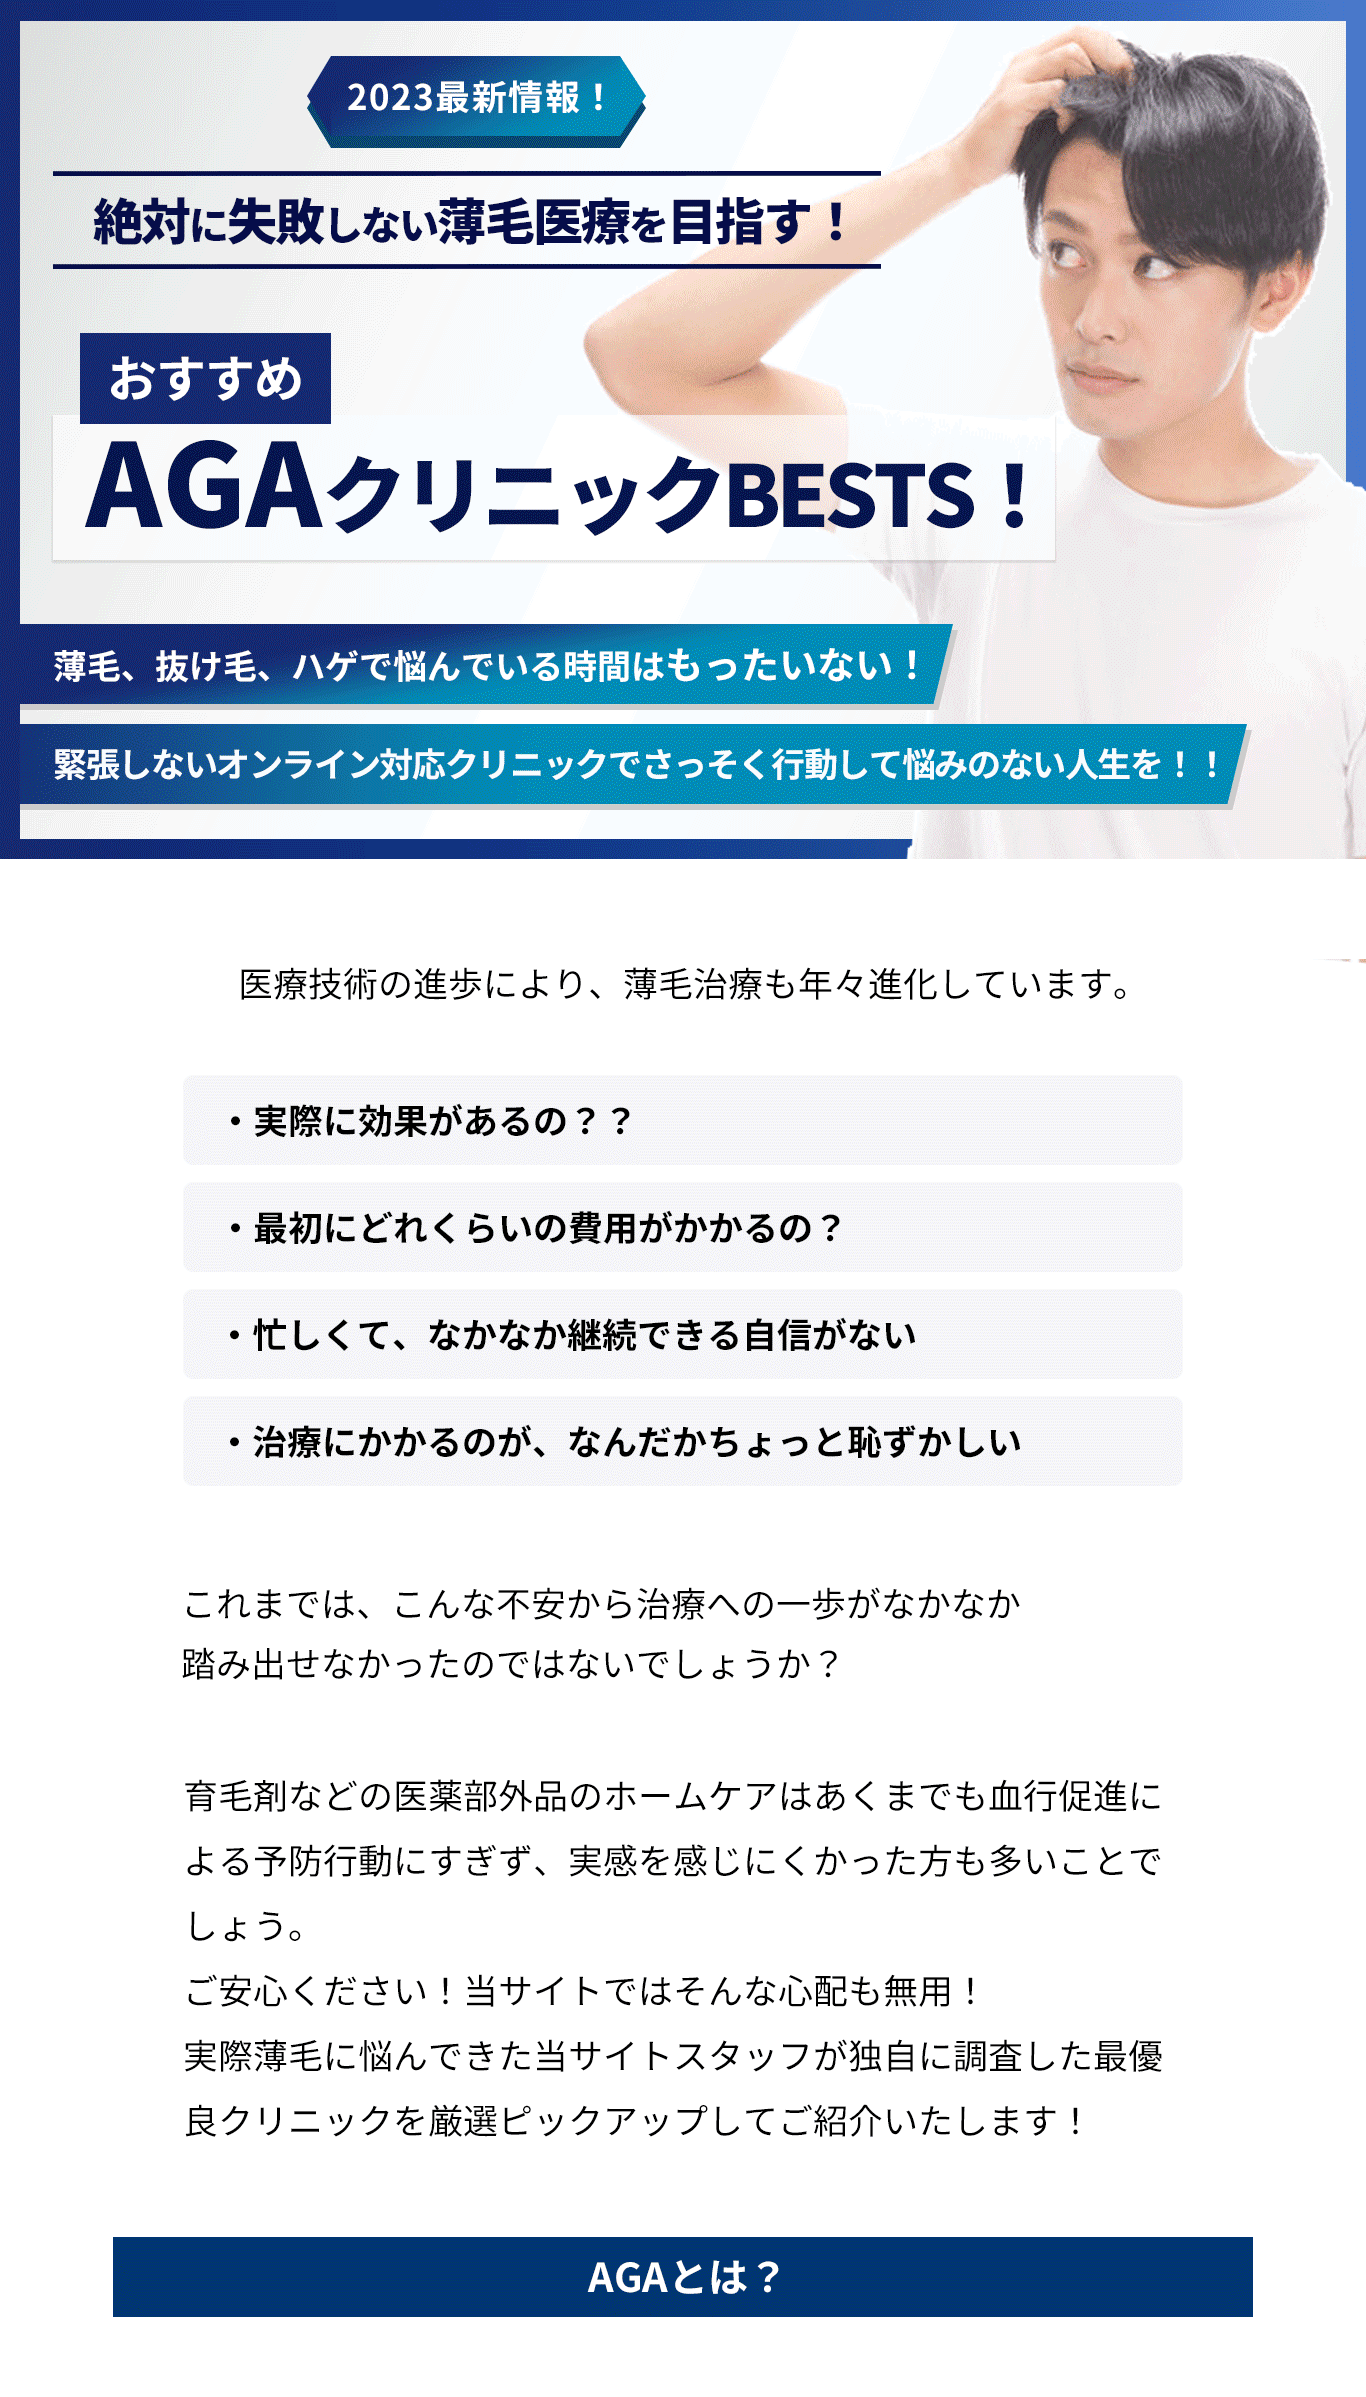 2023最新情報！
絶対に失敗しない薄毛医療を目指す！
おすすめ
AGAクリニックBESTS！
薄毛、抜け毛、ハゲで悩んでいる時間はもったいない！
緊張しないオンライン対応クリニックでさっそく行動して悩みのない人生を！！
医療技術の進歩により、薄毛治療も年々進化しています。
・実際に効果があるの？？
・最初にどれくらいの費用がかかるの？
・忙しくて、なかなか継続できる自信がない
・治療にかかるのが、なんだかちょっと恥ずかしい
これまでは、こんな不安から治療への一歩がなかなか
踏み出せなかったのではないでしょうか？
育毛剤などの医薬部外品のホームケアはあくまでも血行促進に
よる予防行動にすぎず、実感を感じにくかった方も多いことで
しょう。
ご安心ください！当サイトではそんな心配も無用！
実際薄毛に悩んできた当サイトスタッフが独自に調査した最優
良クリニックを厳選ピックアップしてご紹介いたします！
AGAとは？